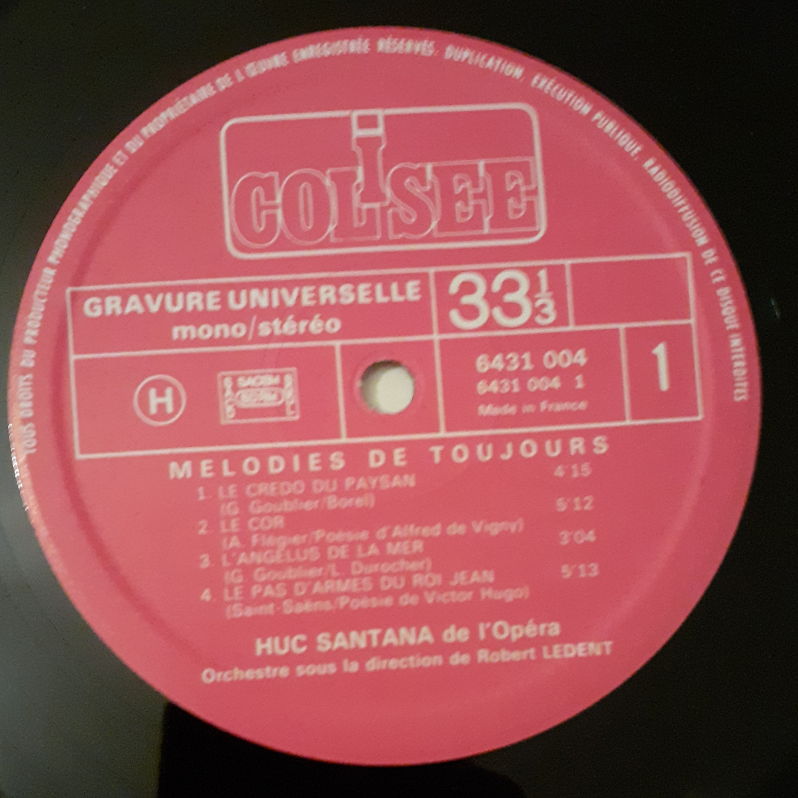 TOUS DROITS DU PRODUCTEUR PHONOGRAPHIQUE ET DU PROPRIÉTAIRE DE L'ŒUVRE ENREGISTRÉE RÉSERVÉS. DUPLICATION, EXÉCUTION PUBLIQUE, RADIODIFFUSION DE CE DISQUE INTERDITES
COLiSEE
GRAVURE UNIVERSELLE
mono/stéréo
33 1/3
H
SACEM
6431 004
6431 004 1
Made in France
1
MELODIES DE TOUJOURS
1. LE CREDO DU PAYSAN 4'15
(G. Goublier/Borel)
2. LE COR 5'12
(A. Flégier/Poésie d'Alfred de Vigny)
3. L'ANGELUS DE LA MER 3'04
(G. Goublier/L. Durocher)
4. LE PAS D'ARMES DU ROI JEAN 5'13
(Saint-Saëns/Poésie de Victor Hugo)
HUC SANTANA de l'Opéra
Orchestre sous la direction de Robert LEDENT